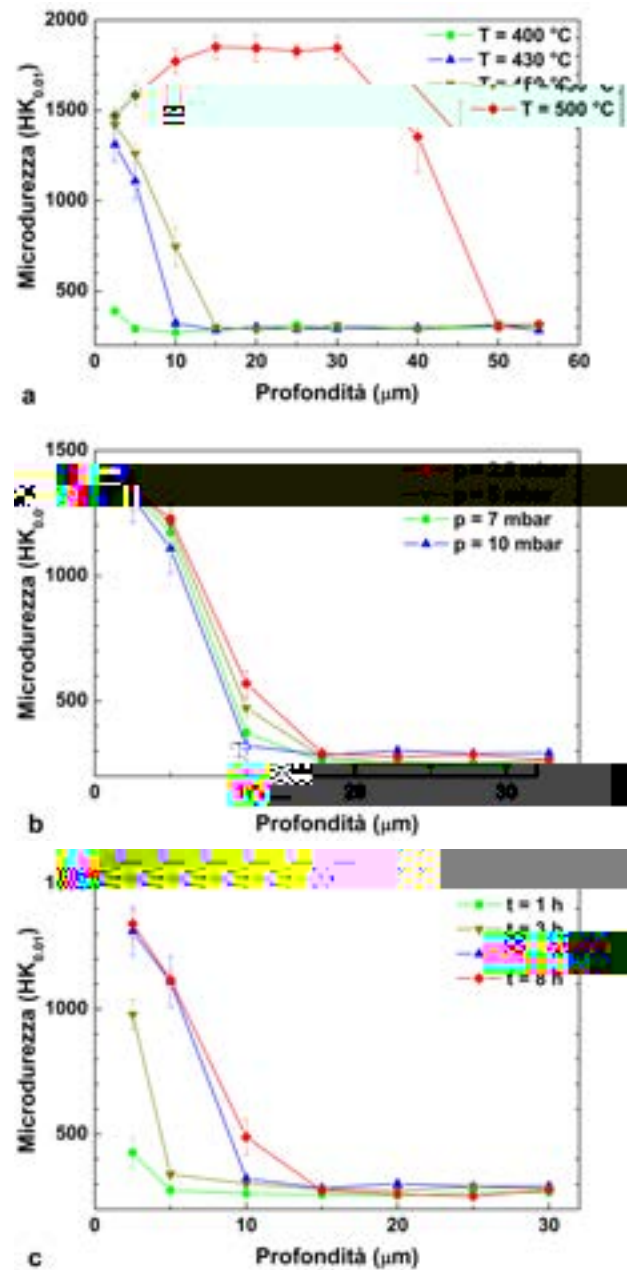 2000
T = 400 °C
T = 430 °C
1500
T = 500 °C
1000
500
Microdurezza (HK0.01)
0 10 20 30 40 50 60
Profondità (μm)
a
1500
p = 7 mbar
p = 10 mbar
1000
500
Microdurezza (HK0.0
0 20 30
Profondità (μm)
b
t = 1 h
t = 3 h
t = 8 h
1000
500
Microdurezza (HK0.01)
0 10 20 30
Profondità (μm)
c